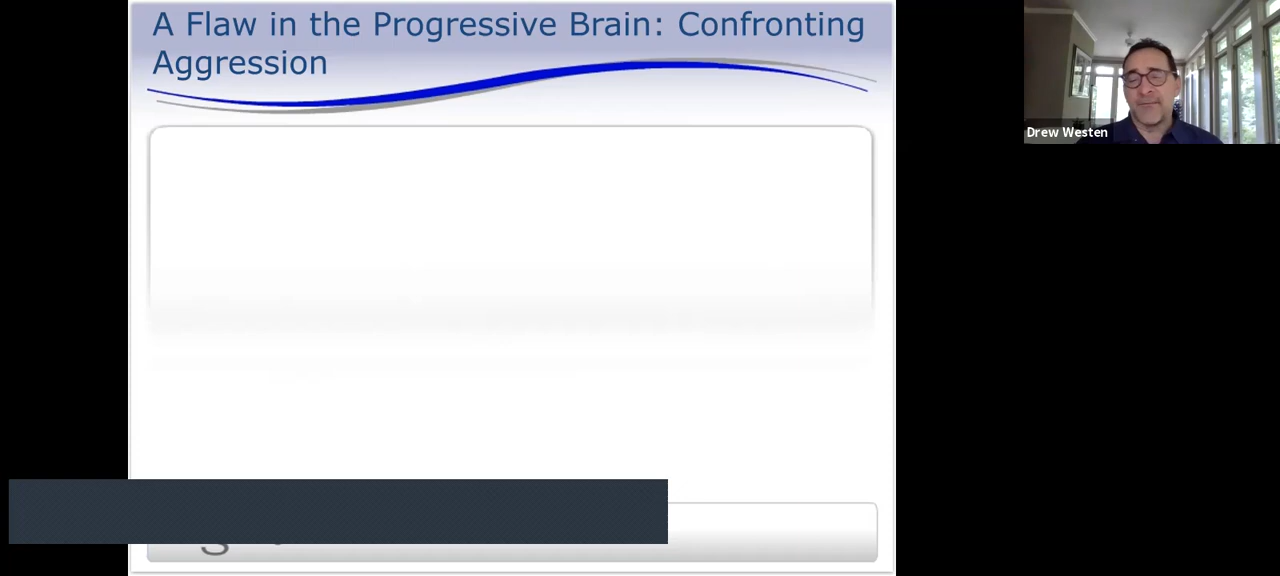 A Flaw in the Progressive Brain: Confronting
Aggression
Drew Westen